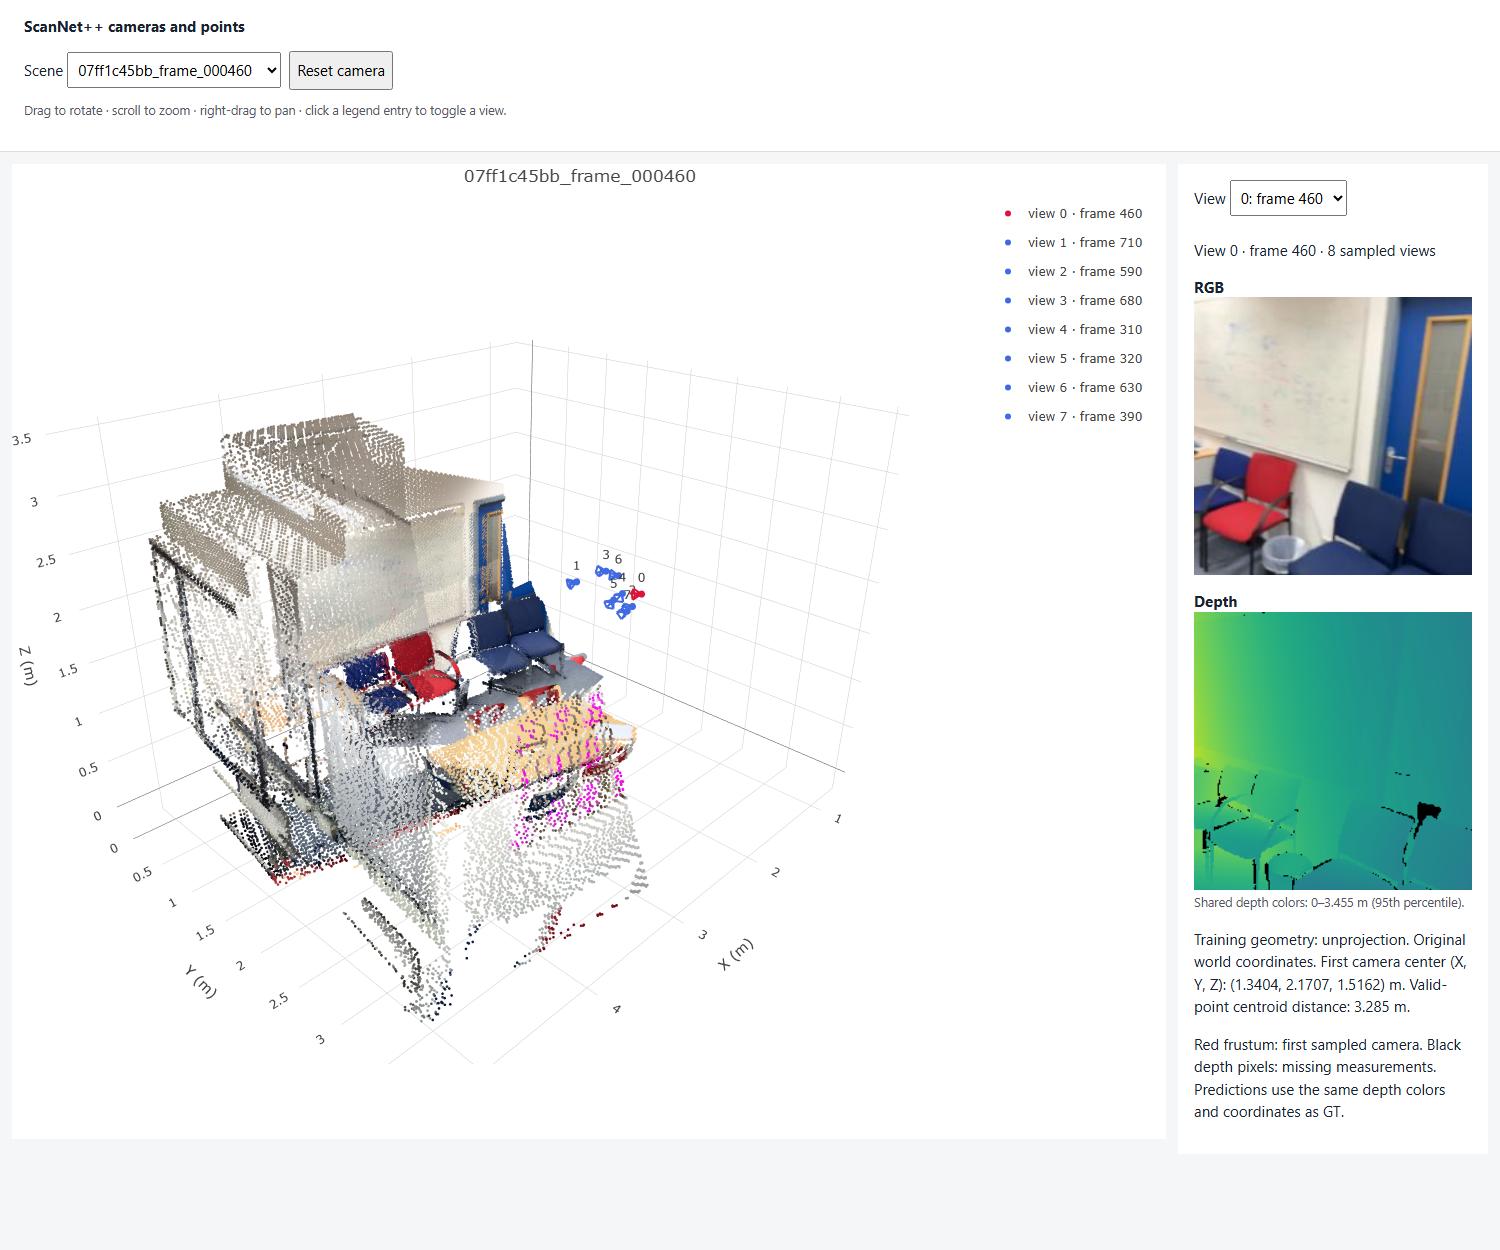 ScanNet++ cameras and points
Scene 07ff1c45bb_frame_000460 Reset camera
Drag to rotate · scroll to zoom · right-drag to pan · click a legend entry to toggle a view.
07ff1c45bb_frame_000460
view 0 · frame 460
view 1 · frame 710
view 2 · frame 590
view 3 · frame 680
view 4 · frame 310
view 5 · frame 320
view 6 · frame 630
view 7 · frame 390
3.5
3
2.5
2
1.5
1
0.5
0
Z (m)
0
0.5
1
1.5
2
2.5
3
Y (m)
1
2
3
4
X (m)
1
3
6
4
0
5
7
View 0: frame 460
View 0 · frame 460 · 8 sampled views
RGB
Depth
Shared depth colors: 0–3.455 m (95th percentile).
Training geometry: unprojection. Original
world coordinates. First camera center (X,
Y, Z): (1.3404, 2.1707, 1.5162) m. Valid-
point centroid distance: 3.285 m.
Red frustum: first sampled camera. Black
depth pixels: missing measurements.
Predictions use the same depth colors
and coordinates as GT.